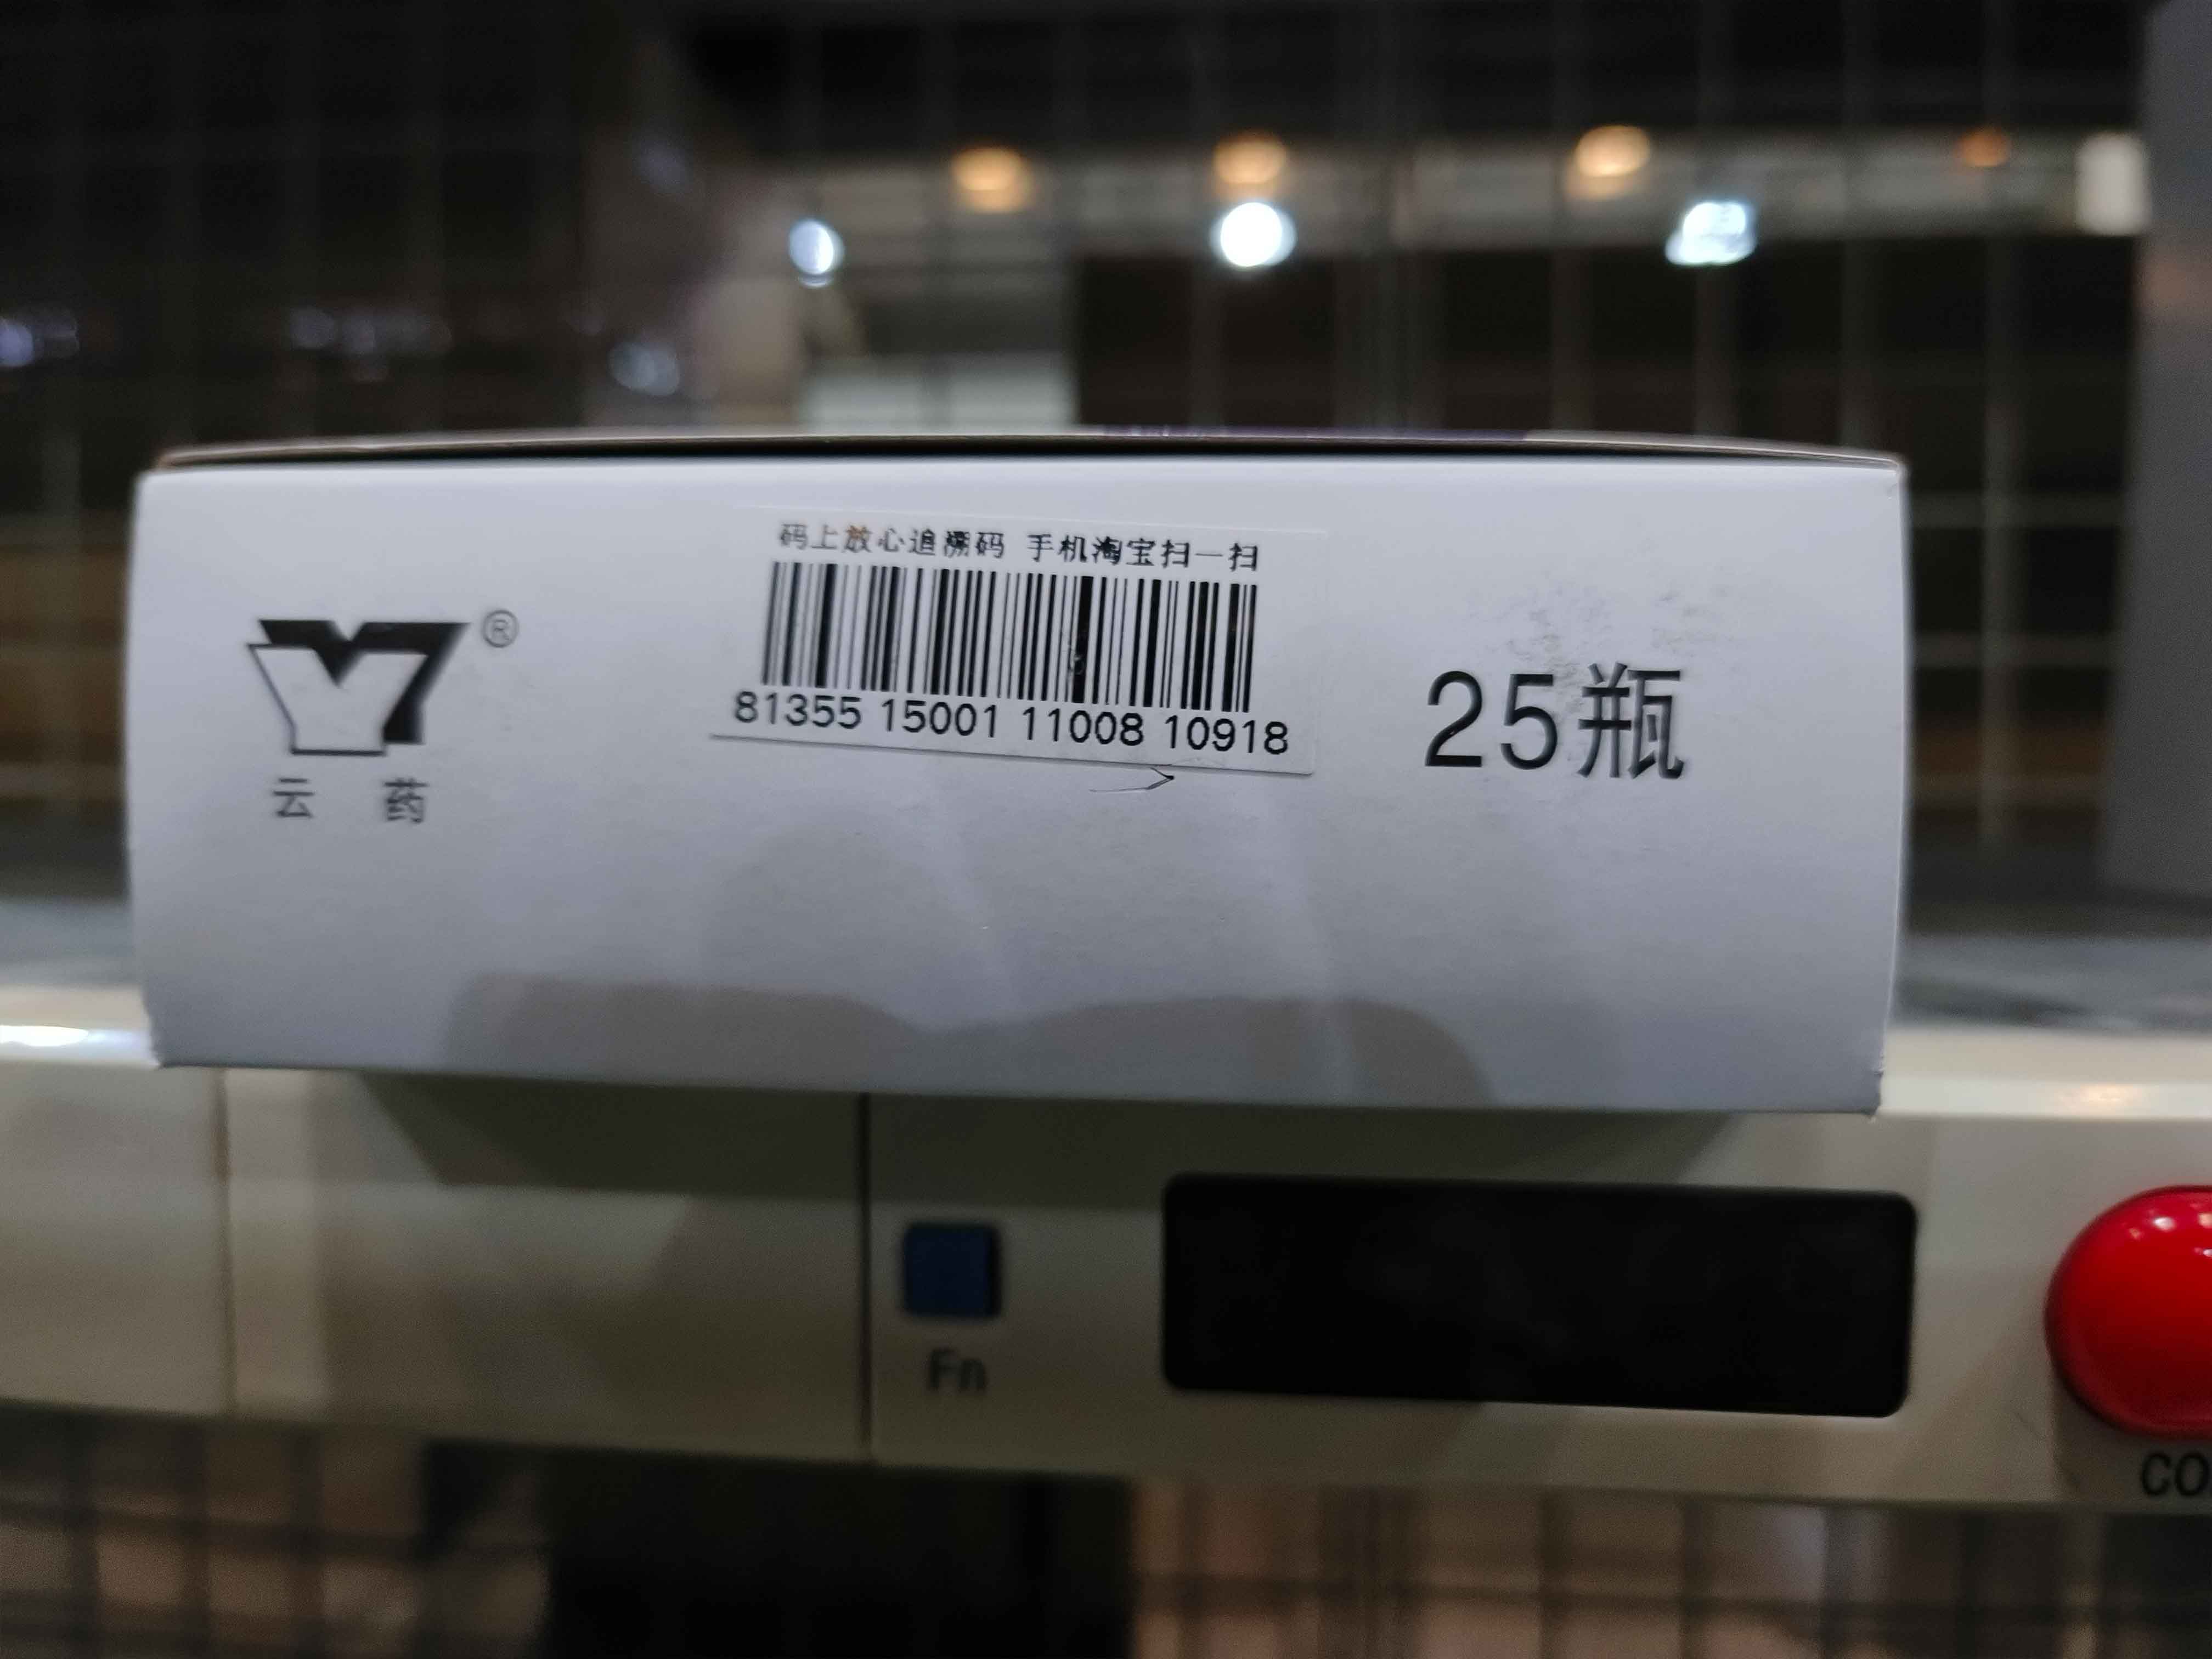 码上放心追溯码 手机淘宝扫一扫
81355 15001 11008 10918
®
云 药
25瓶
Fn
CO